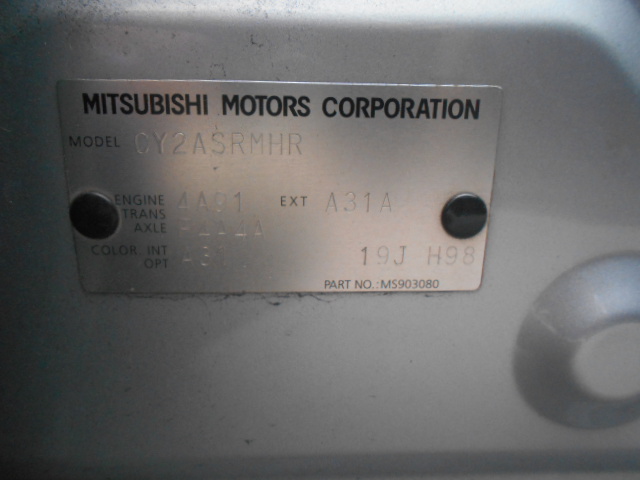 MITSUBISHI MOTORS CORPORATION
MODEL CY2ASRMHR
ENGINE 4A91 EXT A31A
TRANS
AXLE
COLOR. INT
OPT 19J H98
PART NO.:MS903080